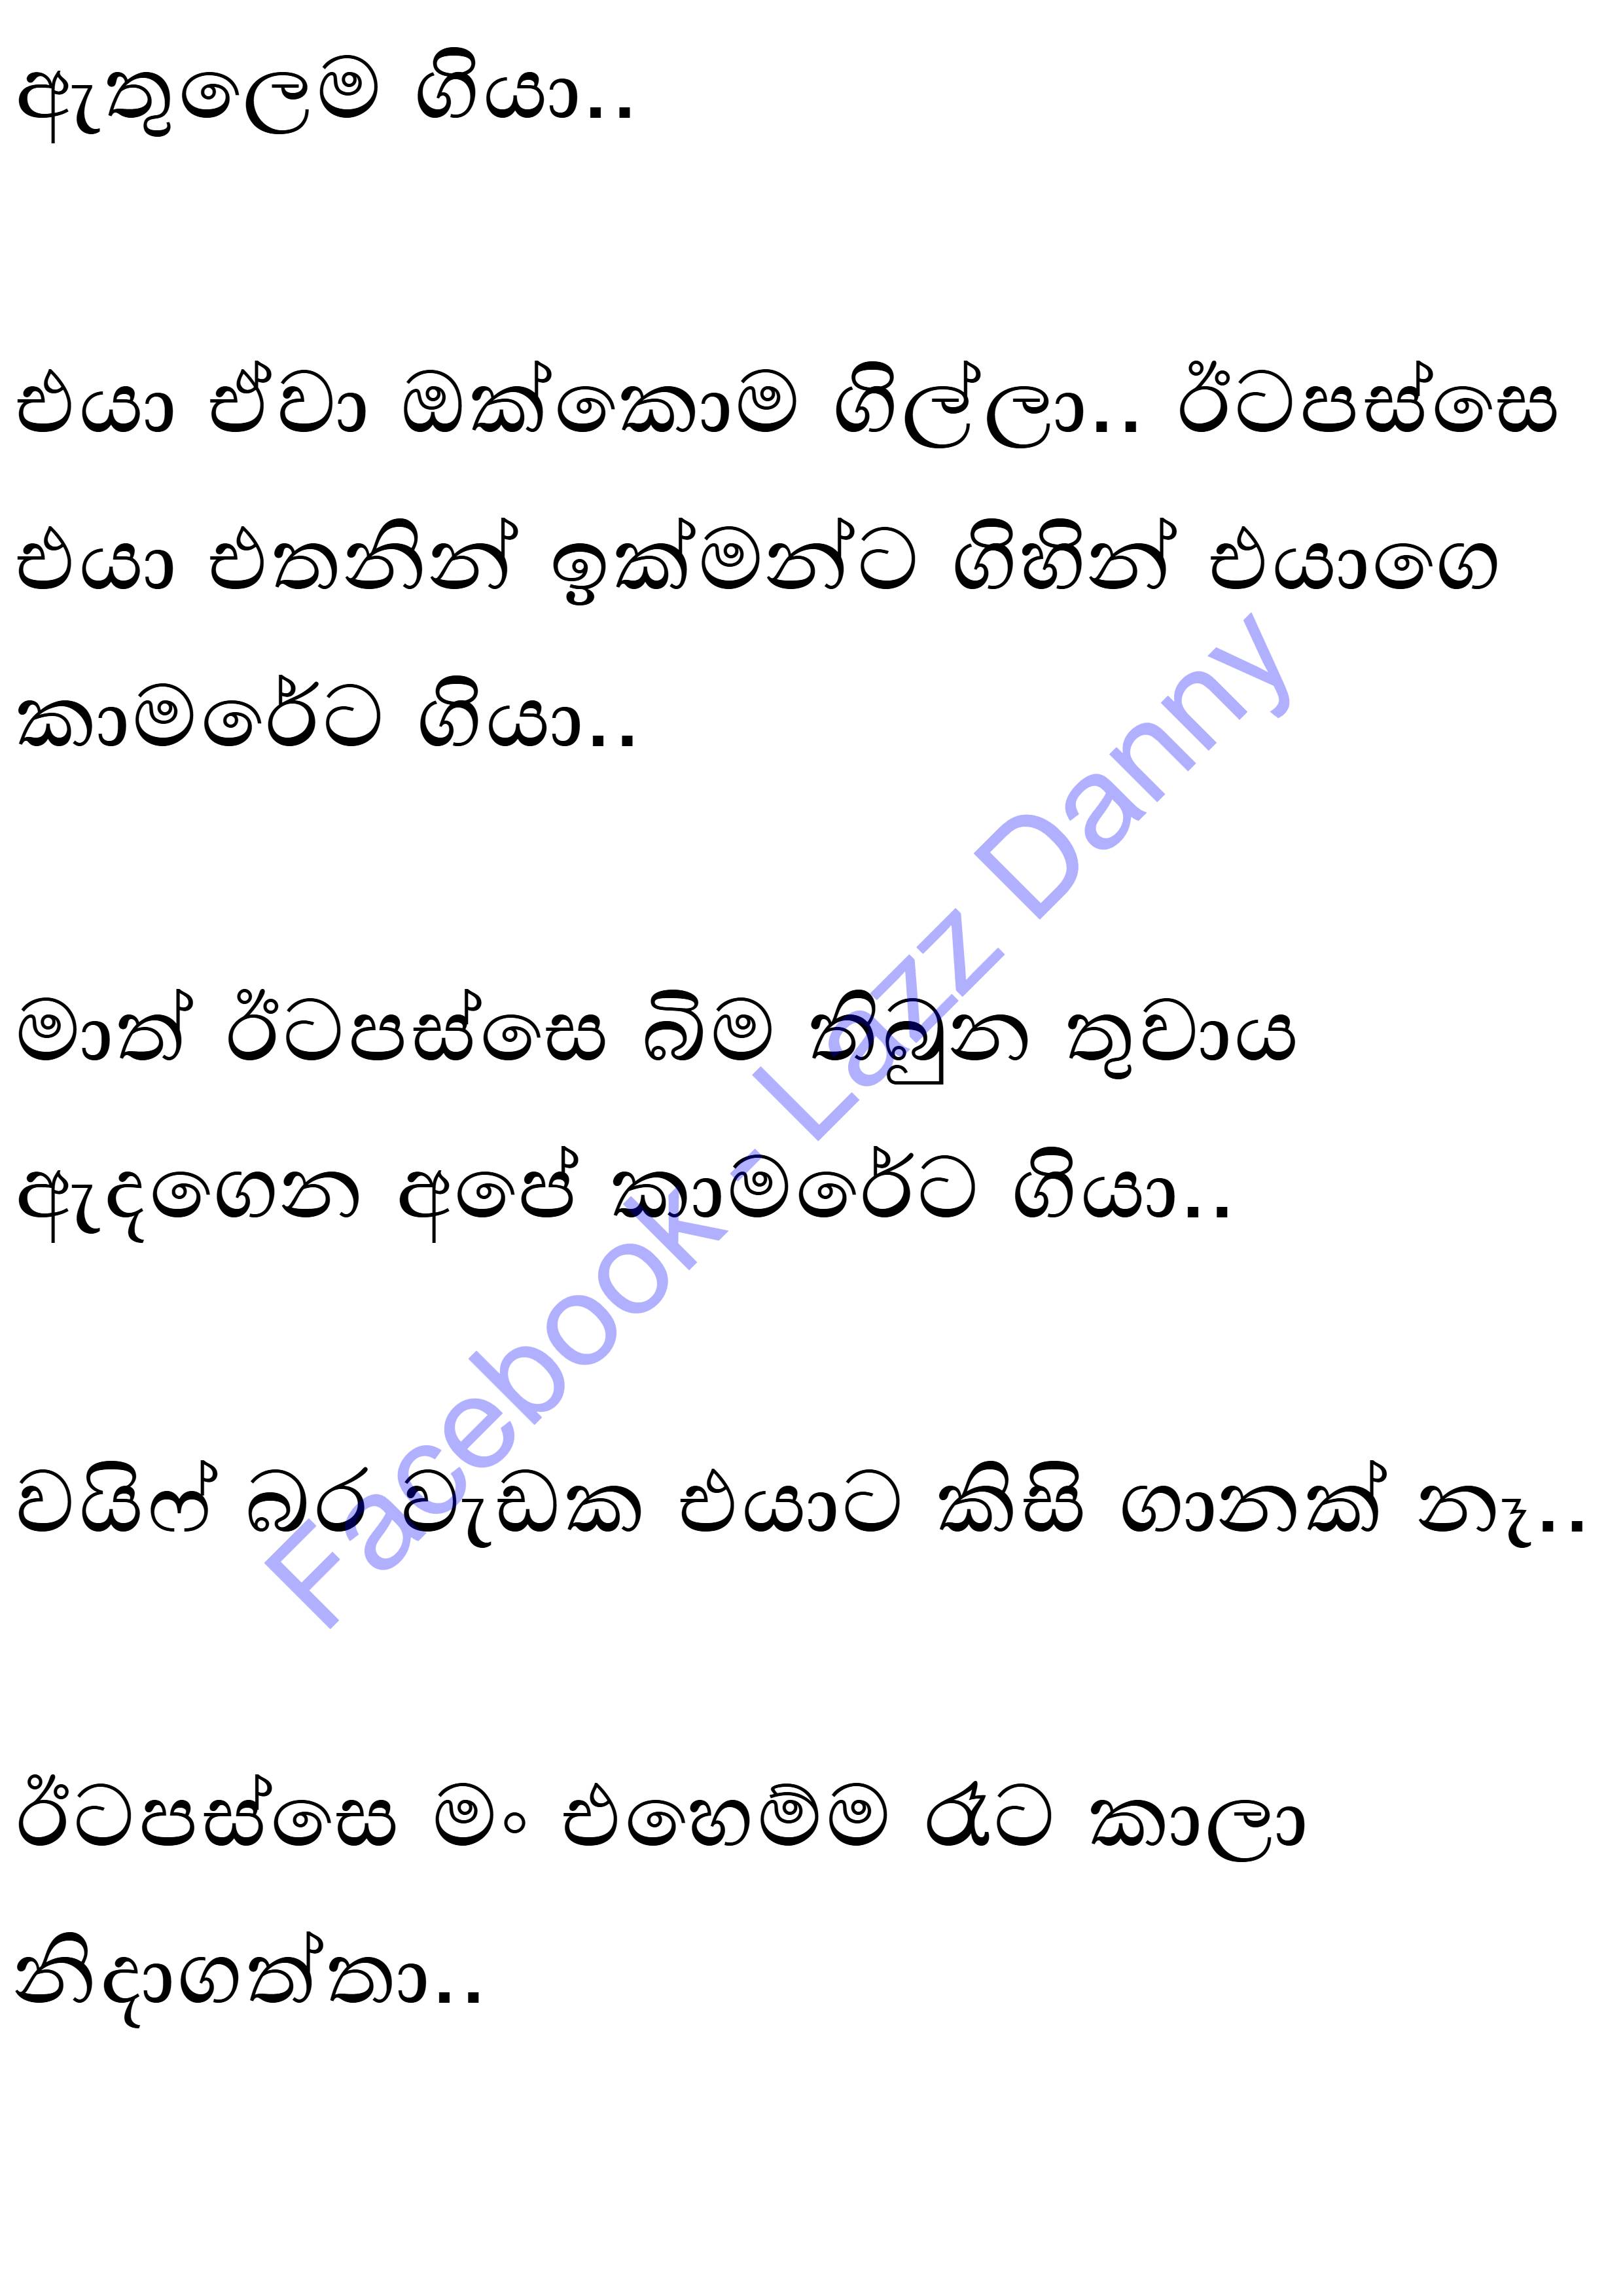 ඇතුලෙම ගියා..
එයා ඒවා ඔක්කොම ගිල්ලා.. ඊටපස්සෙ
එයා එතනින් ඉක්මන්ට ගිහින් එයාගෙ
කාමරේට ගියා..
මාත් ඊටපස්සෙ බිම තිබුන තුවාය
ඇදගෙන අපේ කාමරේට ගියා..
වයිෆ් බර වැඩක එයාට කිසි ගානක් නෑ..
ඊටපස්සෙ මං එහෙම්ම රෑට කාලා
නිදාගත්තා..
Facebook - Lazz Danny